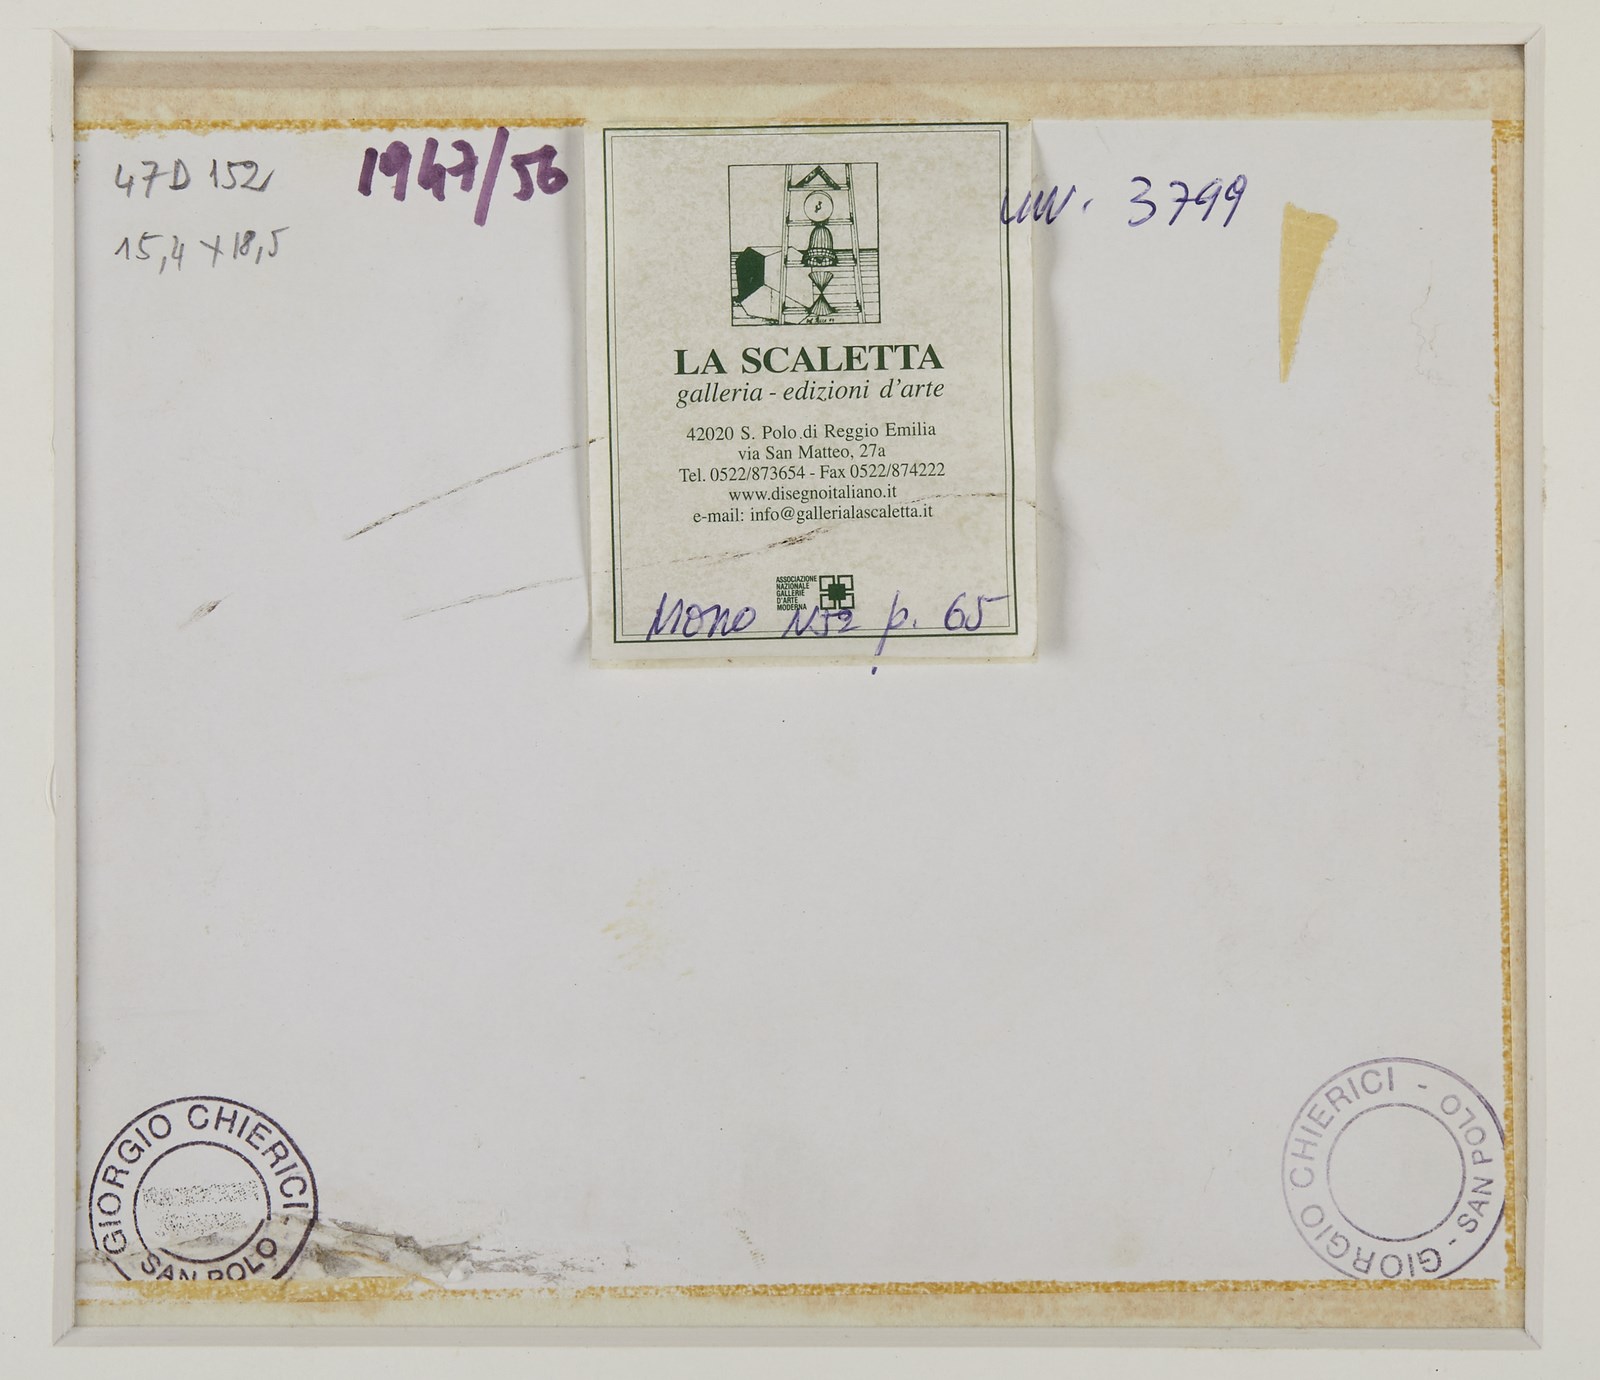 47D 152
15,4 x 18,5
1947/56
inv. 3799
LA SCALETTA
galleria - edizioni d'arte
42020 S. Polo di Reggio Emilia
via San Matteo, 27a
Tel. 0522/873654 - Fax 0522/874222
www.disegnoitaliano.it
e-mail: info@gallerialascaletta.it
ASSOCIAZIONE
NAZIONALE
GALLERIE
D'ARTE
MODERNA
Mono p. 65
GIORGIO CHIERICI - SAN POLO
GIORGIO CHIERICI - SAN POLO -